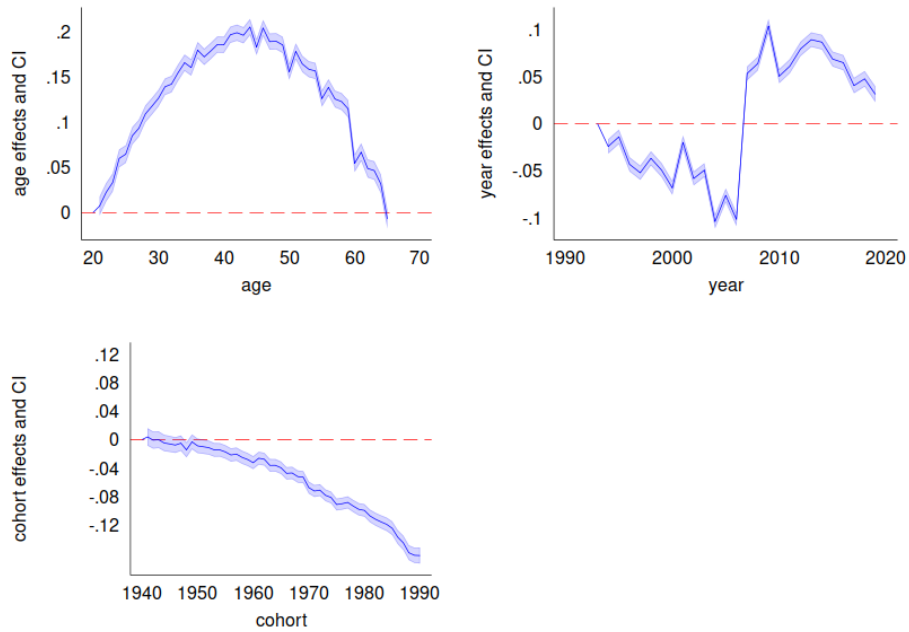 age effects and CI
.2
.15
.1
.05
0
20 30 40 50 60 70
age
year effects and CI
.1
.05
0
-.05
-.1
1990 2000 2010 2020
year
cohort effects and CI
.12
.08
.04
0
-.04
-.08
-.12
1940 1950 1960 1970 1980 1990
cohort